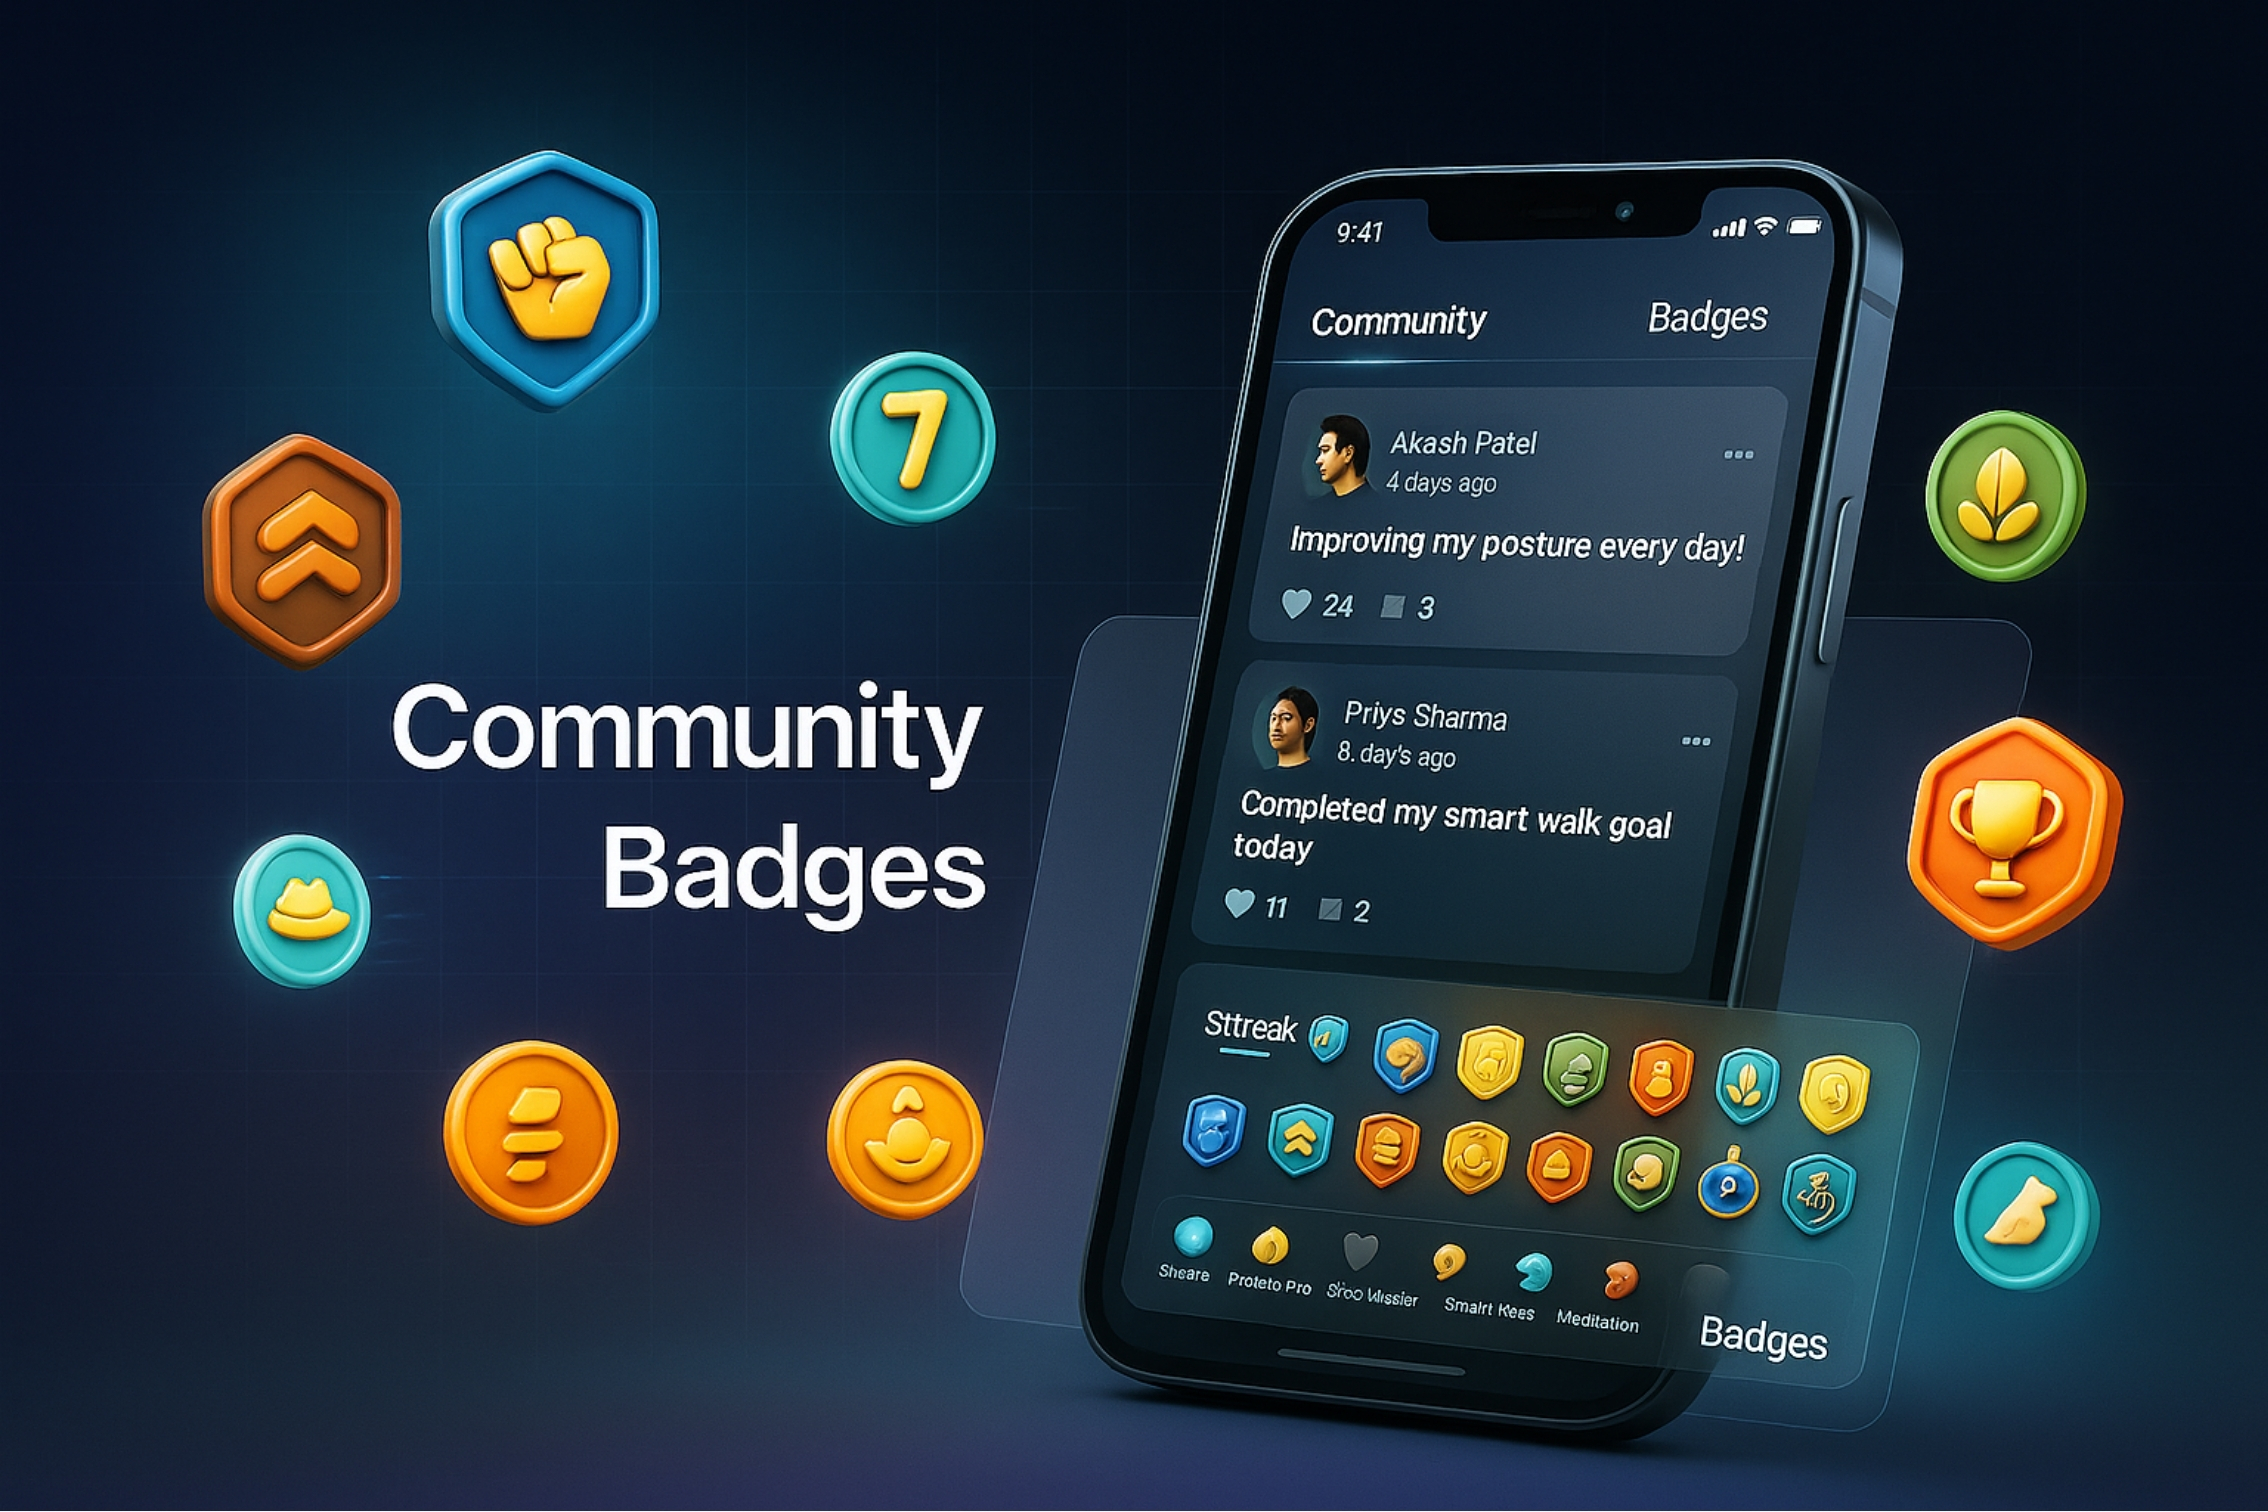 7
Community
Badges
9:41
Community Badges
Akash Patel
4 days ago
Improving my posture every day!
24 3
Priys Sharma
8. day's ago
Completed my smart walk goal
today
11 2
Sttreak
Sheare Proteto Pro Smalrt Kees Meditation
Badges